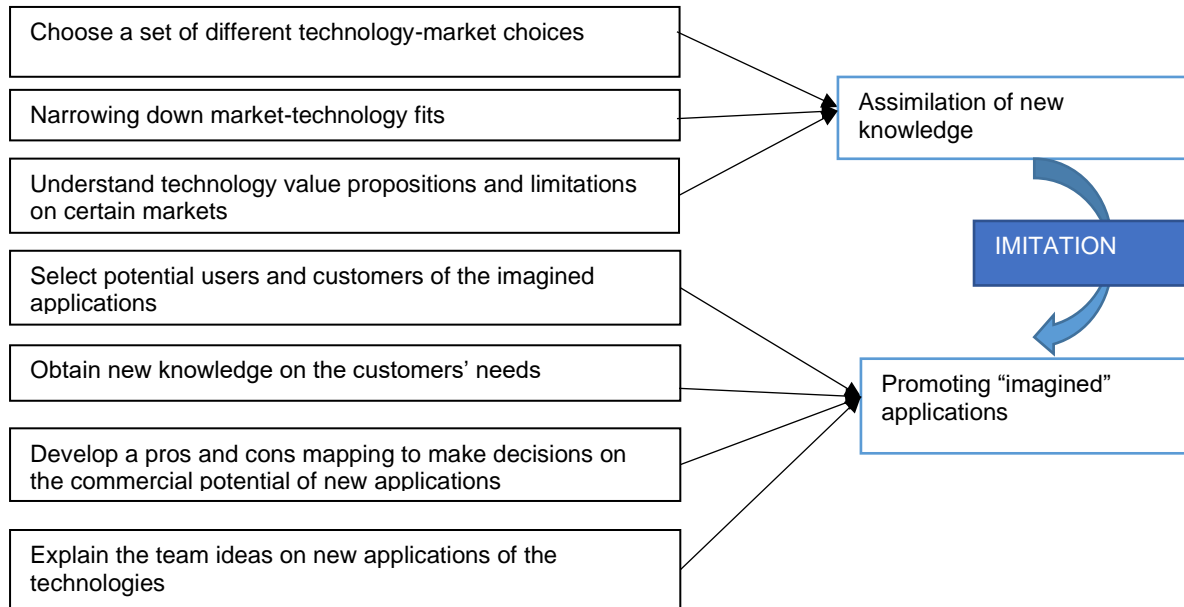 Choose a set of different technology-market choices
Narrowing down market-technology fits
Understand technology value propositions and limitations
on certain markets
Select potential users and customers of the imagined
applications
Obtain new knowledge on the customers’ needs
Develop a pros and cons mapping to make decisions on
the commercial potential of new applications
Explain the team ideas on new applications of the
technologies
Assimilation of new
knowledge
IMITATION
Promoting “imagined”
applications